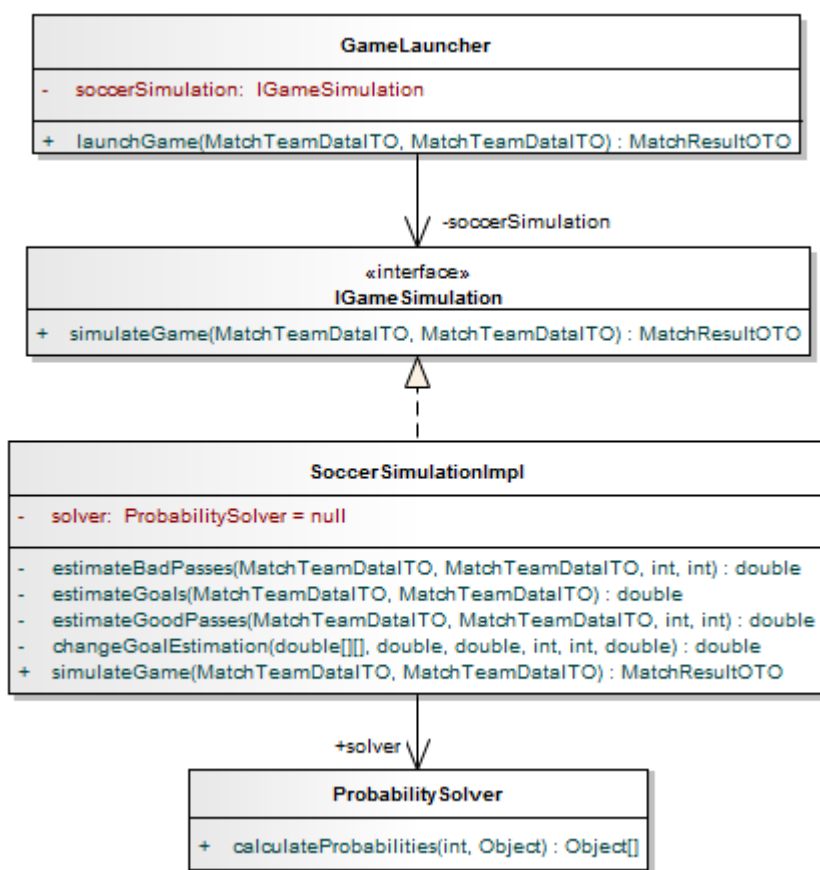 GameLauncher
- soccerSimulation: IGameSimulation
+ launchGame(MatchTeamDataITO, MatchTeamDataITO) : MatchResultOTO
-soccerSimulation
«interface»
IGameSimulation
+ simulateGame(MatchTeamDataITO, MatchTeamDataITO) : MatchResultOTO
SoccerSimulationImpl
- solver: ProbabilitySolver = null
- estimateBadPasses(MatchTeamDataITO, MatchTeamDataITO, int, int) : double
- estimateGoals(MatchTeamDataITO, MatchTeamDataITO) : double
- estimateGoodPasses(MatchTeamDataITO, MatchTeamDataITO, int, int) : double
- changeGoalEstimation(double[][], double, double, int, int, double) : double
+ simulateGame(MatchTeamDataITO, MatchTeamDataITO) : MatchResultOTO
+solver
ProbabilitySolver
+ calculateProbabilities(int, Object) : Object[]